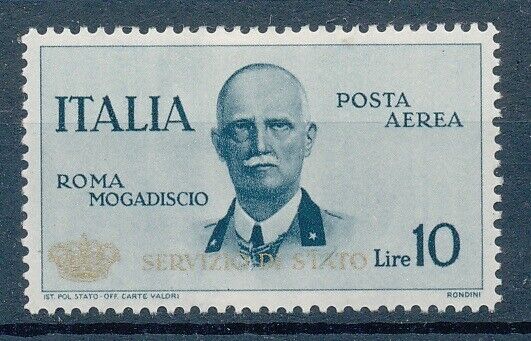 ITALIA
POSTA
AEREA
ROMA
MOGADISCIO
SERVIZIO DI STATO
Lire 10
IST. POL. STATO-OFF. CARTE VALORI
RONDINI